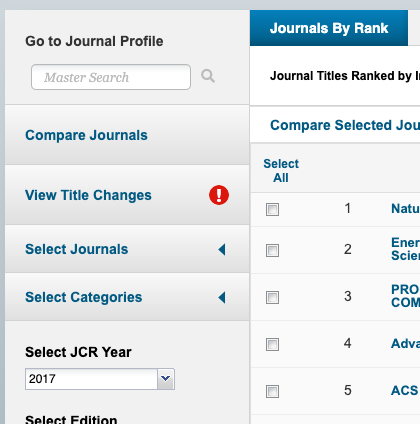 Go to Journal Profile
Master Search
Compare Journals
View Title Changes
Select Journals
Select Categories
Select JCR Year
2017
Select Edition
Journals By Rank
Journal Titles Ranked by I
Compare Selected Jou
Select
All
1 Natu
2 Ener
Scien
3 PRO
COM
4 Adva
5 ACS